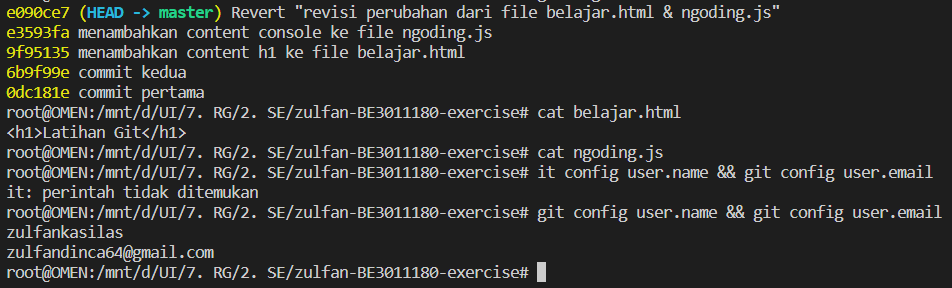 e090ce7 (HEAD -> master) Revert "revisi perubahan dari file belajar.html & ngoding.js"
e3593fa menambahkan content console ke file ngoding.js
9f95135 menambahkan content h1 ke file belajar.html
6b9f99e commit kedua
0dc181e commit pertama
root@OMEN:/mnt/d/UI/7. RG/2. SE/zulfan-BE3011180-exercise# cat belajar.html
<h1>Latihan Git</h1>
root@OMEN:/mnt/d/UI/7. RG/2. SE/zulfan-BE3011180-exercise# cat ngoding.js
root@OMEN:/mnt/d/UI/7. RG/2. SE/zulfan-BE3011180-exercise# it config user.name && git config user.email
it: perintah tidak ditemukan
root@OMEN:/mnt/d/UI/7. RG/2. SE/zulfan-BE3011180-exercise# git config user.name && git config user.email
zulfankasilas
zulfandinca64@gmail.com
root@OMEN:/mnt/d/UI/7. RG/2. SE/zulfan-BE3011180-exercise#